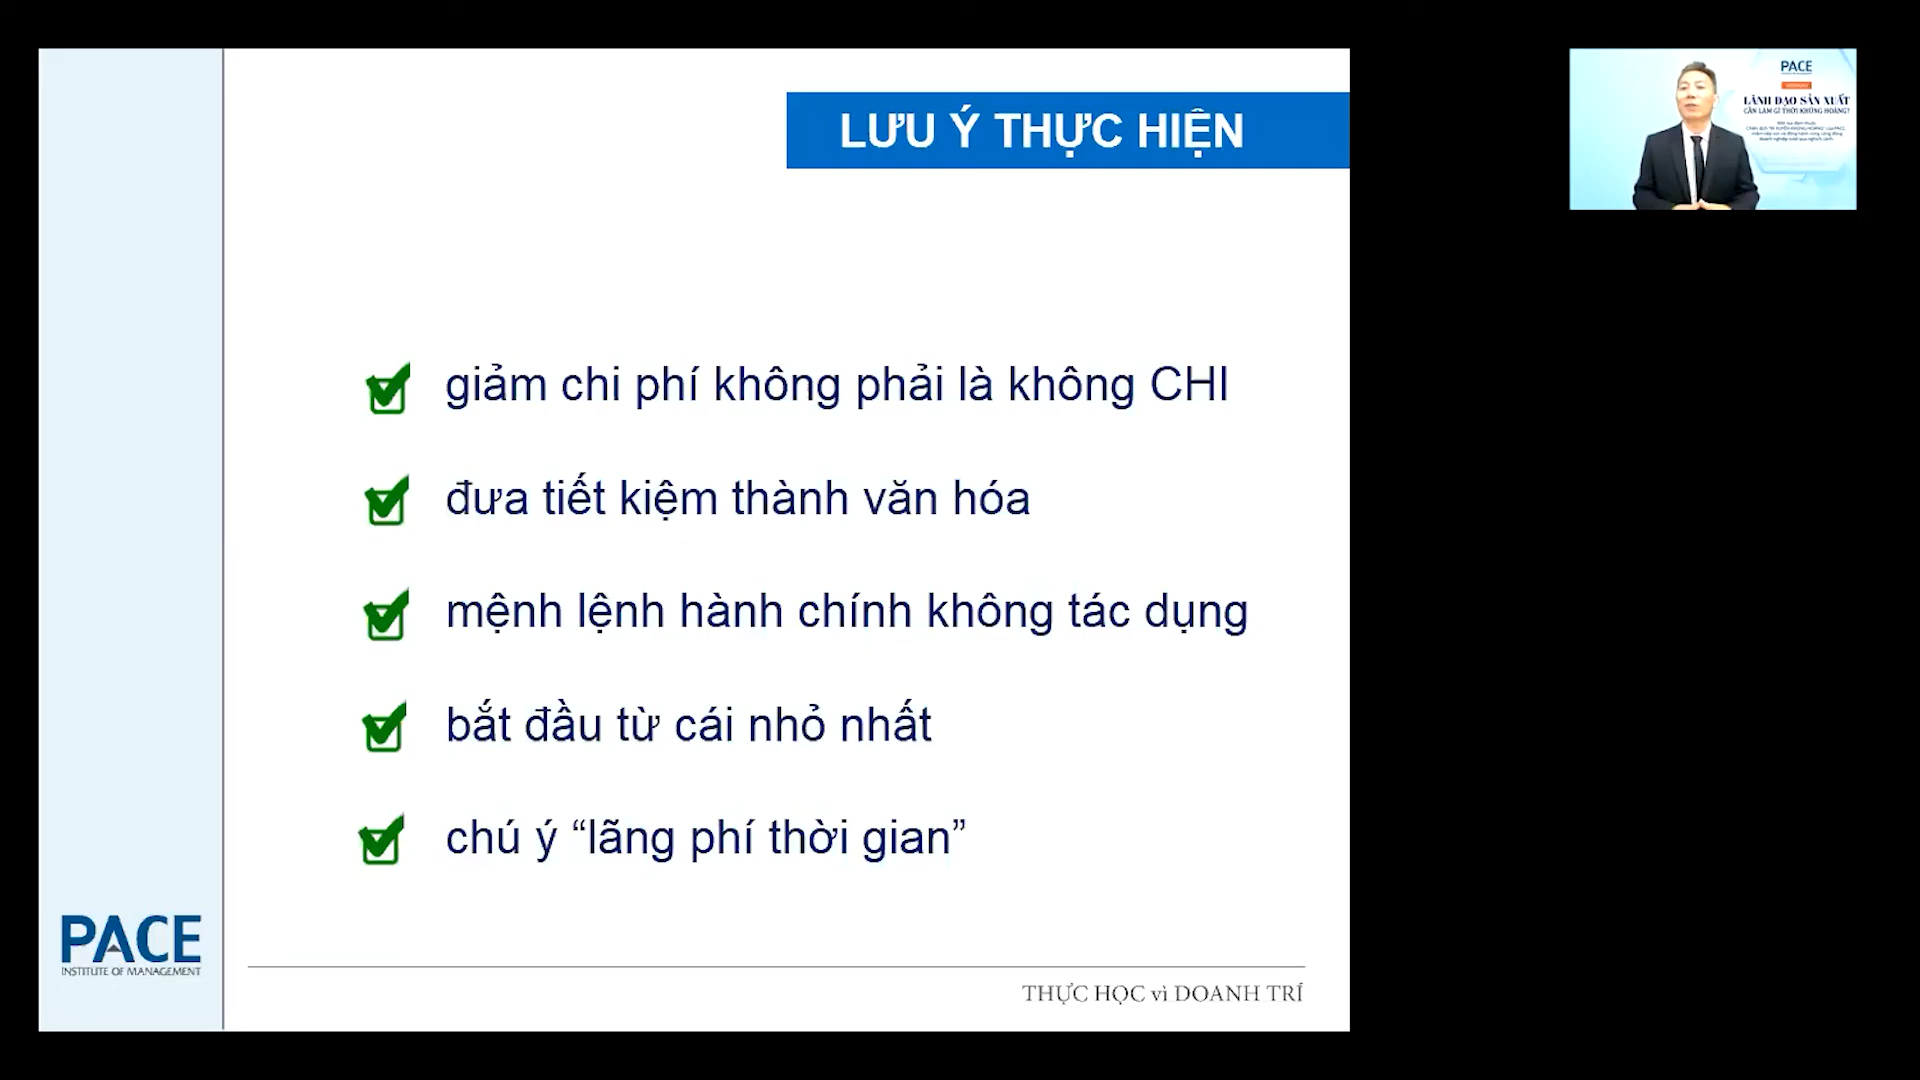 LƯU Ý THỰC HIỆN
giảm chi phí không phải là không CHI
đưa tiết kiệm thành văn hóa
mệnh lệnh hành chính không tác dụng
bắt đầu từ cái nhỏ nhất
chú ý “lãng phí thời gian”
PACE
INSTITUTE OF MANAGEMENT
THỰC HỌC vì DOANH TRÍ
PACE
LÃNH ĐẠO SẢN XUẤT
CẦN LÀM GÌ THỜI KHỦNG HOẢNG?